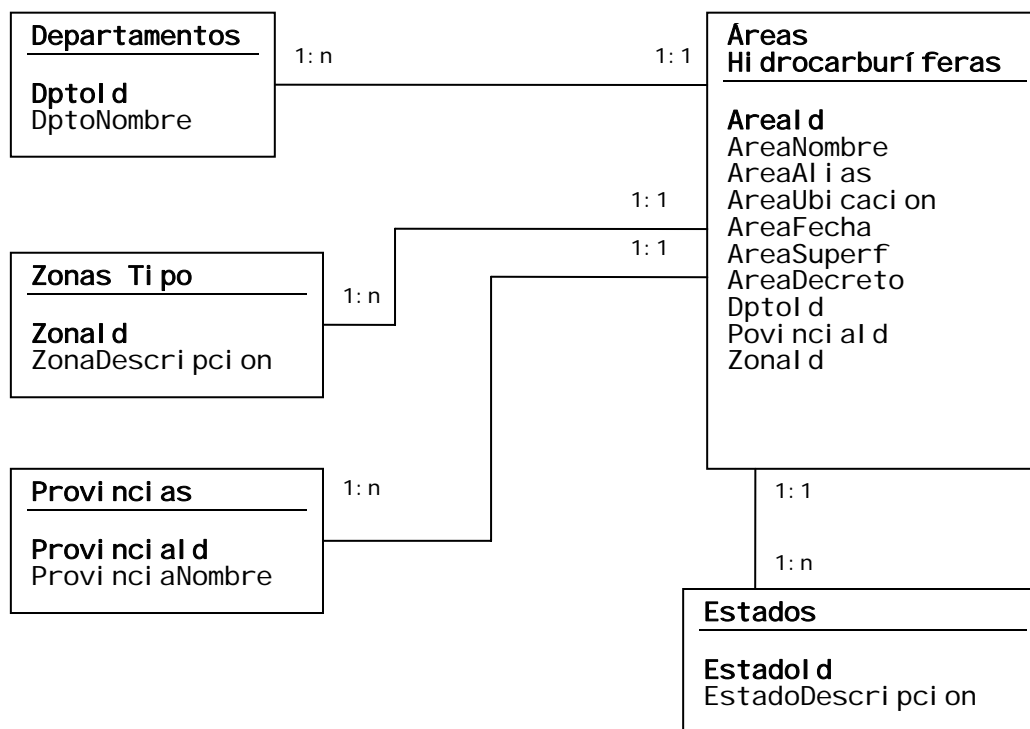 Departamentos
DptoId
DptoNombre
1:n
1:1
Áreas
Hidrocarburíferas
AreaId
AreaNombre
AreaAlias
AreaUbicacion
AreaFecha
AreaSuperf
AreaDecreto
DptoId
PovinciaId
ZonaId
1:1
1:1
Zonas Tipo
ZonaId
ZonaDescripcion
1:n
Provincias
ProvinciaId
ProvinciaNombre
1:n
1:1
1:n
Estados
EstadoId
EstadoDescripcion